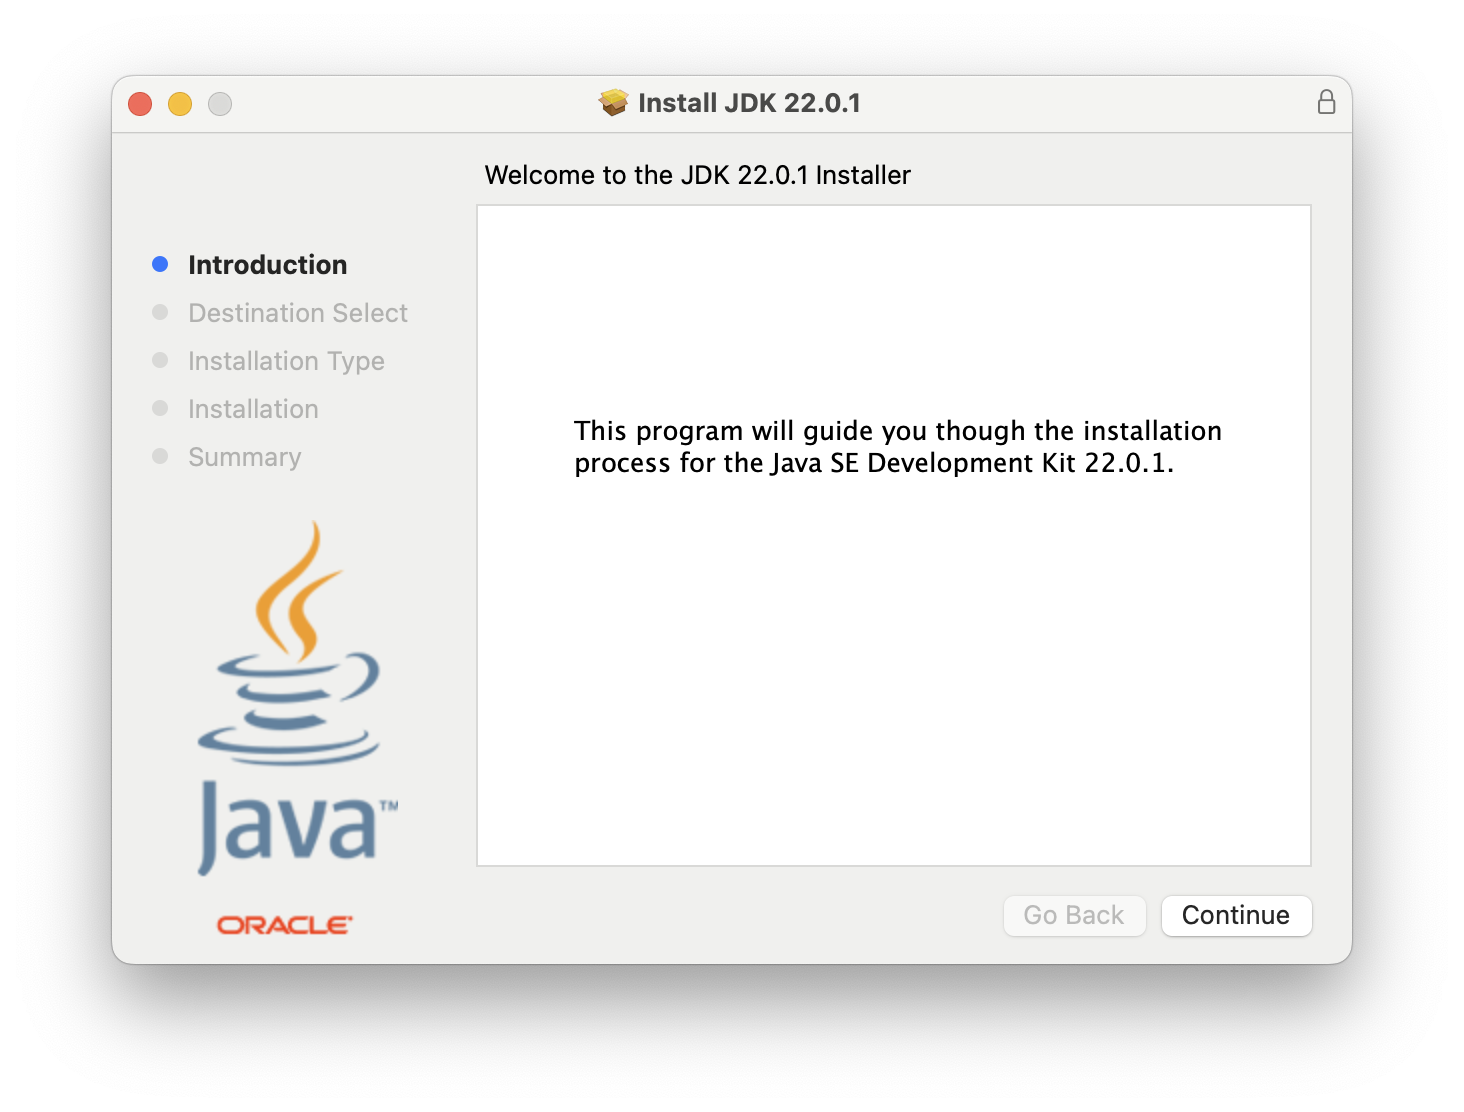 Install JDK 22.0.1
Welcome to the JDK 22.0.1 Installer
Introduction
Destination Select
Installation Type
Installation
Summary
This program will guide you though the installation
process for the Java SE Development Kit 22.0.1.
Java™
ORACLE
Go Back
Continue